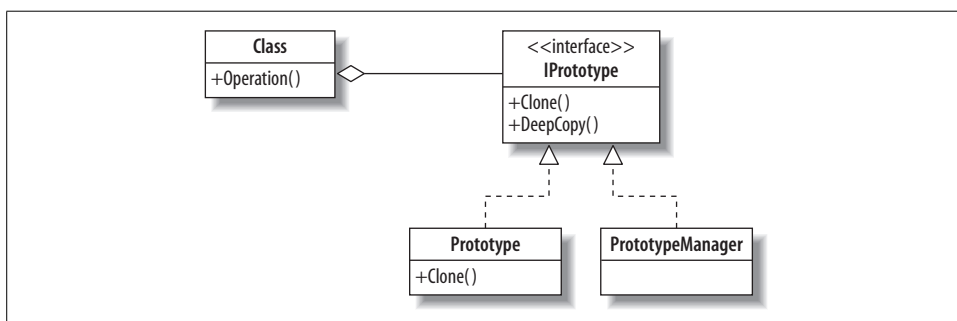 Class
+Operation()
<<interface>>
IPrototype
+Clone()
+DeepCopy()
Prototype
+Clone()
PrototypeManager